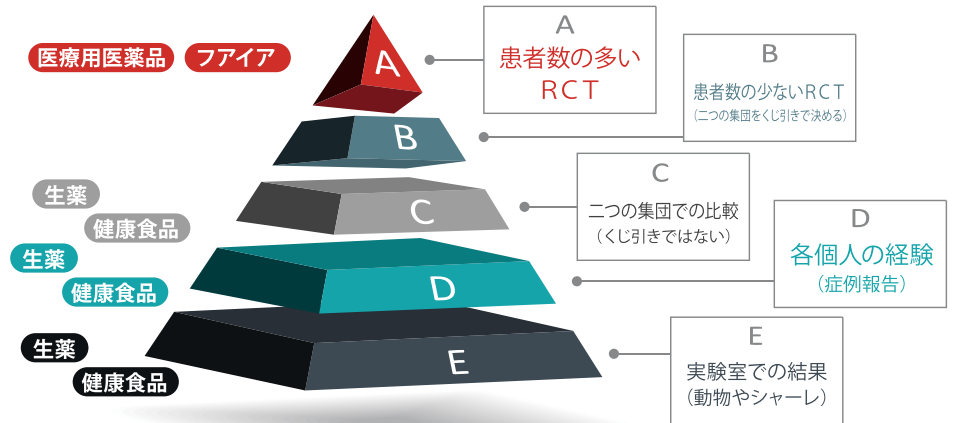 医療用医薬品
フアイア
A
A
患者数の多い
RCT
B
B
患者数の少ないRCT
(二つの集団をくじ引きで決める)
生薬
健康食品
C
C
二つの集団での比較
(くじ引きではない)
生薬
健康食品
D
D
各個人の経験
(症例報告)
生薬
健康食品
E
E
実験室での結果
(動物やシャーレ)